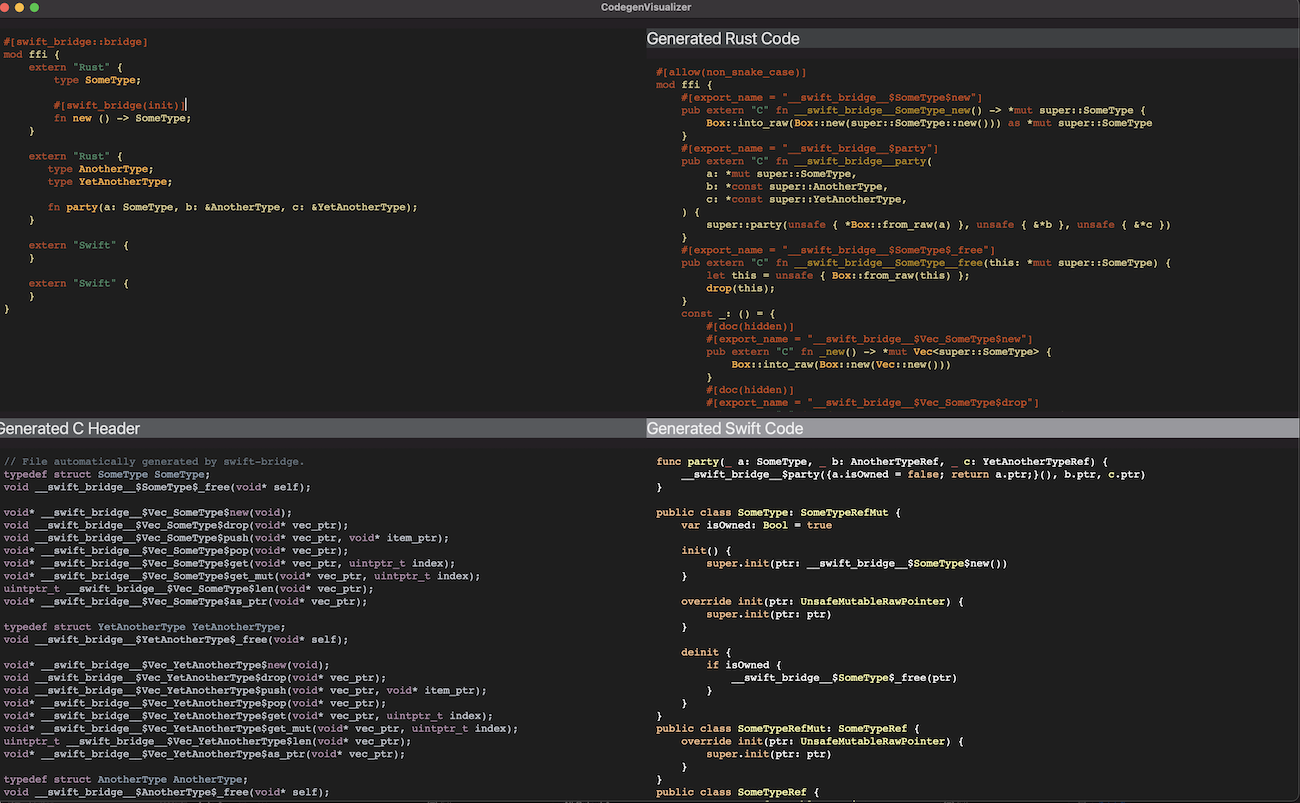 CodegenVisualizer
#[swift_bridge::bridge]
mod ffi {
    extern "Rust" {
        type SomeType;

        #[swift_bridge(init)]
        fn new () -> SomeType;
    }

    extern "Rust" {
       type AnotherType;
       type YetAnotherType;

       fn party(a: SomeType, b: &AnotherType, c: &YetAnotherType);
    }

    extern "Swift" {
    }

    extern "Swift" {
    }
}
Generated Rust Code
#[allow(non_snake_case)]
mod ffi {
    #[export_name = "__swift_bridge__$SomeType$new"]
    pub extern "C" fn __swift_bridge__SomeType_new() -> *mut super::SomeType {
        Box::into_raw(Box::new(super::SomeType::new())) as *mut super::SomeType
    }
    #[export_name = "__swift_bridge__$party"]
    pub extern "C" fn __swift_bridge__party(
        a: *mut super::SomeType,
        b: *const super::AnotherType,
        c: *const super::YetAnotherType,
    ) {
        super::party(unsafe { *Box::from_raw(a) }, unsafe { &*b }, unsafe { &*c })
    }
    #[export_name = "__swift_bridge__$SomeType$_free"]
    pub extern "C" fn __swift_bridge__SomeType__free(this: *mut super::SomeType) {
        let this = unsafe { Box::from_raw(this) };
        drop(this);
    }
    const _: () = {
        #[doc(hidden)]
        #[export_name = "__swift_bridge__$Vec_SomeType$new"]
        pub extern "C" fn _new() -> *mut Vec<super::SomeType> {
            Box::into_raw(Box::new(Vec::new()))
        }
        #[doc(hidden)]
        #[export_name = "__swift_bridge__$Vec_SomeType$drop"]
Generated C Header
// File automatically generated by swift-bridge.
typedef struct SomeType SomeType;
void __swift_bridge__$SomeType$_free(void* self);

void* __swift_bridge__$Vec_SomeType$new(void);
void __swift_bridge__$Vec_SomeType$drop(void* vec_ptr);
void __swift_bridge__$Vec_SomeType$push(void* vec_ptr, void* item_ptr);
void* __swift_bridge__$Vec_SomeType$pop(void* vec_ptr);
void* __swift_bridge__$Vec_SomeType$get(void* vec_ptr, uintptr_t index);
void* __swift_bridge__$Vec_SomeType$get_mut(void* vec_ptr, uintptr_t index);
uintptr_t __swift_bridge__$Vec_SomeType$len(void* vec_ptr);
void* __swift_bridge__$Vec_SomeType$as_ptr(void* vec_ptr);

typedef struct YetAnotherType YetAnotherType;
void __swift_bridge__$YetAnotherType$_free(void* self);

void* __swift_bridge__$Vec_YetAnotherType$new(void);
void __swift_bridge__$Vec_YetAnotherType$drop(void* vec_ptr);
void __swift_bridge__$Vec_YetAnotherType$push(void* vec_ptr, void* item_ptr);
void* __swift_bridge__$Vec_YetAnotherType$pop(void* vec_ptr);
void* __swift_bridge__$Vec_YetAnotherType$get(void* vec_ptr, uintptr_t index);
void* __swift_bridge__$Vec_YetAnotherType$get_mut(void* vec_ptr, uintptr_t index);
uintptr_t __swift_bridge__$Vec_YetAnotherType$len(void* vec_ptr);
void* __swift_bridge__$Vec_YetAnotherType$as_ptr(void* vec_ptr);

typedef struct AnotherType AnotherType;
void __swift_bridge__$AnotherType$_free(void* self);
Generated Swift Code
func party(_ a: SomeType, _ b: AnotherTypeRef, _ c: YetAnotherTypeRef) {
    __swift_bridge__$party({a.isOwned = false; return a.ptr;}(), b.ptr, c.ptr)
}

public class SomeType: SomeTypeRefMut {
    var isOwned: Bool = true

    init() {
        super.init(ptr: __swift_bridge__$SomeType$new())
    }

    override init(ptr: UnsafeMutableRawPointer) {
        super.init(ptr: ptr)
    }

    deinit {
        if isOwned {
            __swift_bridge__$SomeType$_free(ptr)
        }
    }
}
public class SomeTypeRefMut: SomeTypeRef {
    override init(ptr: UnsafeMutableRawPointer) {
        super.init(ptr: ptr)
    }
}
public class SomeTypeRef {